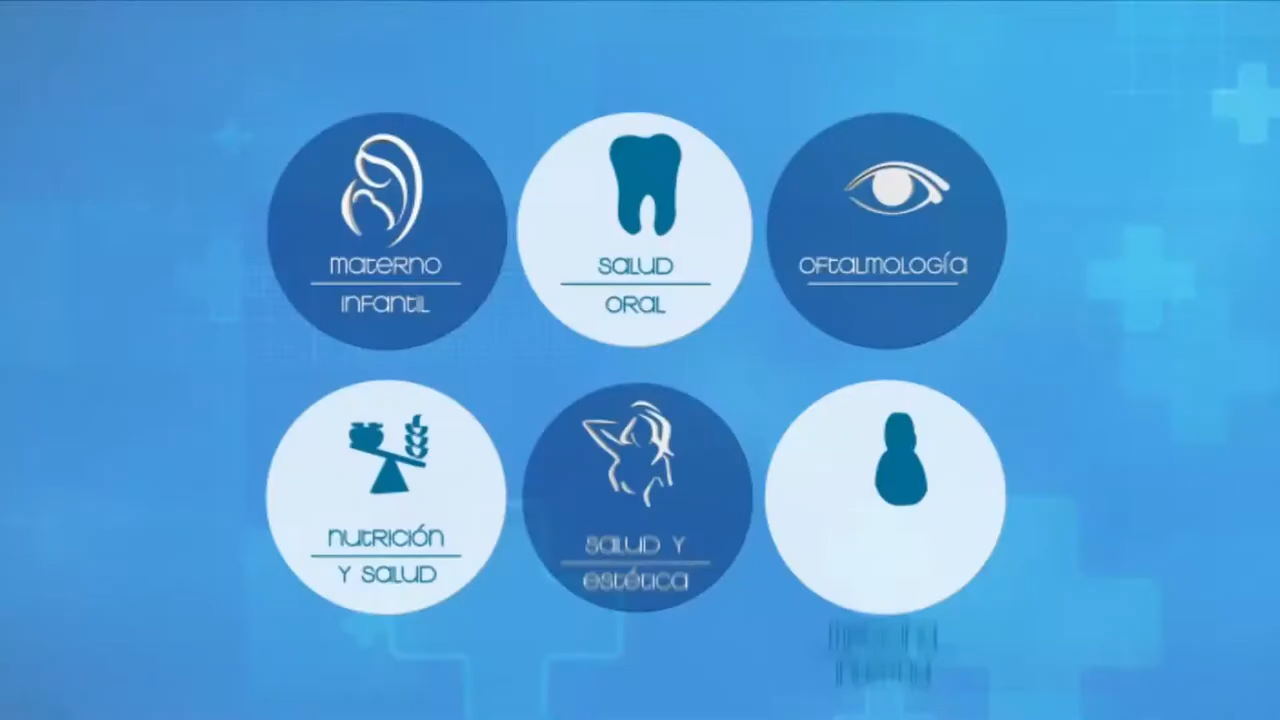 Materno
Infantil
Salud
Oral
Oftalmología
Nutrición
y Salud
Salud y
Estética